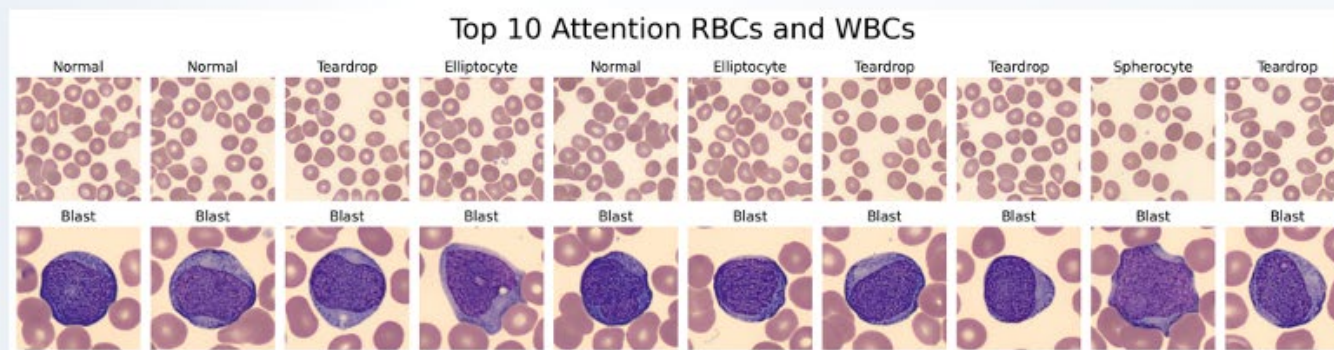 Top 10 Attention RBCs and WBCs
Normal Normal Teardrop Elliptocyte Normal Elliptocyte Teardrop Teardrop Spherocyte Teardrop
Blast Blast Blast Blast Blast Blast Blast Blast Blast Blast